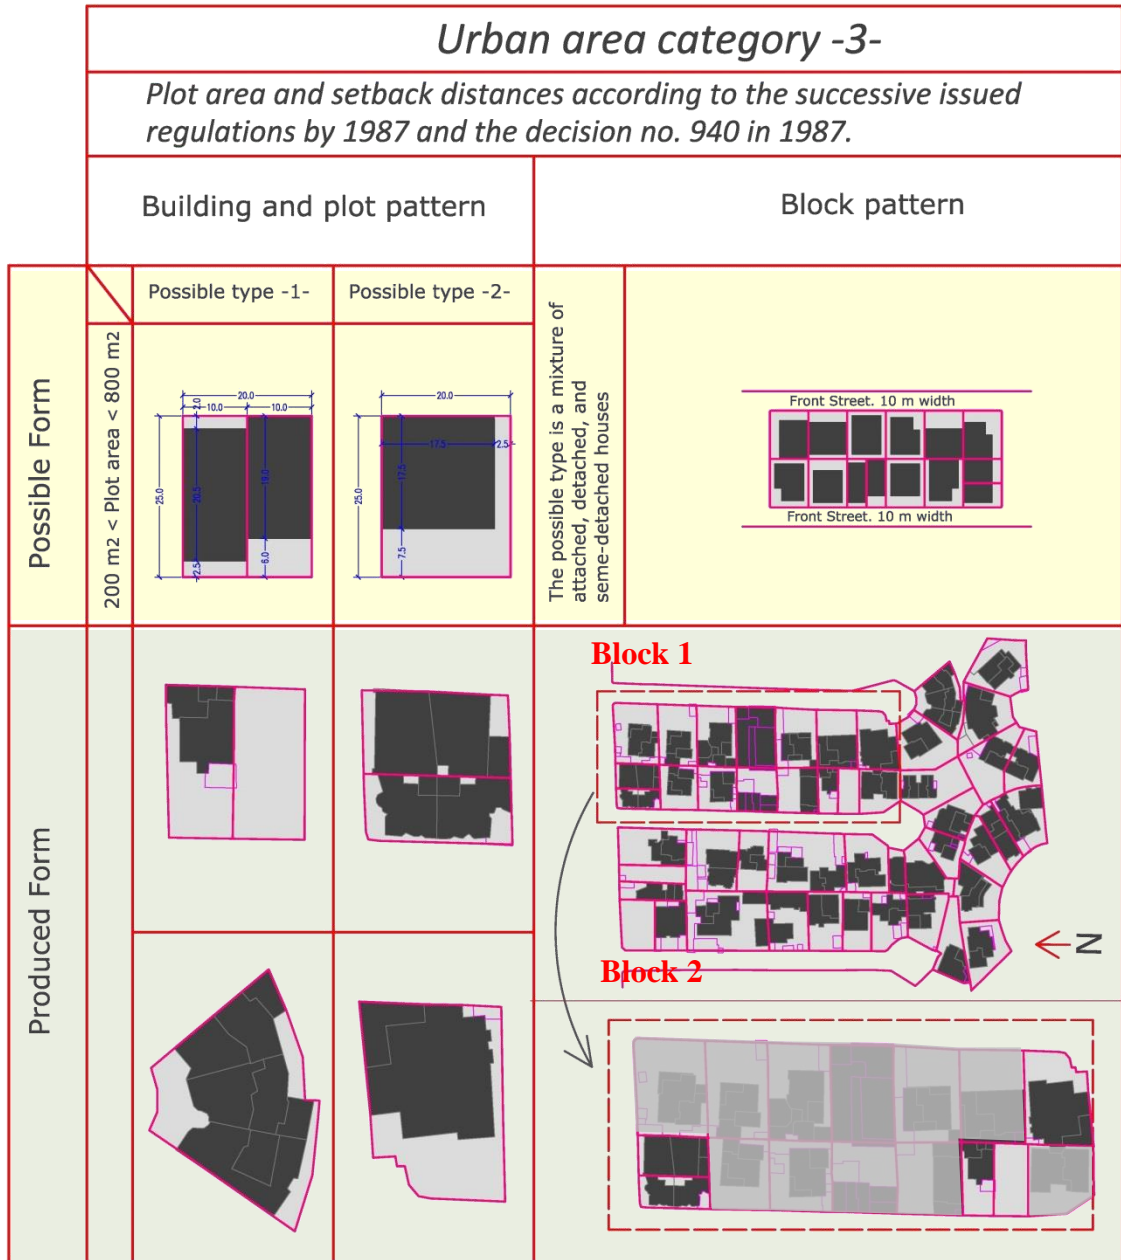 Urban area category -3-
Plot area and setback distances according to the successive issued
regulations by 1987 and the decision no. 940 in 1987.
Building and plot pattern
Block pattern
Possible Form
200 m2 < Plot area < 800 m2
Possible type -1-
Possible type -2-
20.0
10.0
10.0
2.0
25.0
20.5
19.0
2.5
6.0
20.0
17.5
2.5
25.0
17.5
7.5
The possible type is a mixture of
attached, detached, and
seme-detached houses
Front Street. 10 m width
Front Street. 10 m width
Produced Form
Block 1
Block 2
N